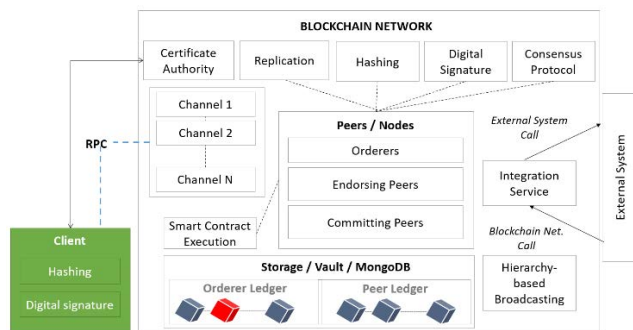 BLOCKCHAIN NETWORK
Certificate
Authority
Replication
Hashing
Digital
Signature
Consensus
Protocol
Channel 1
Channel 2
Channel N
RPC
Peers / Nodes
Orderers
Endorsing Peers
Committing Peers
External System
Call
Integration
Service
Blockchain Net.
Call
External System
Smart Contract
Execution
Client
Hashing
Digital signature
Storage / Vault / MongoDB
Orderer Ledger
Peer Ledger
Hierarchy-
based
Broadcasting